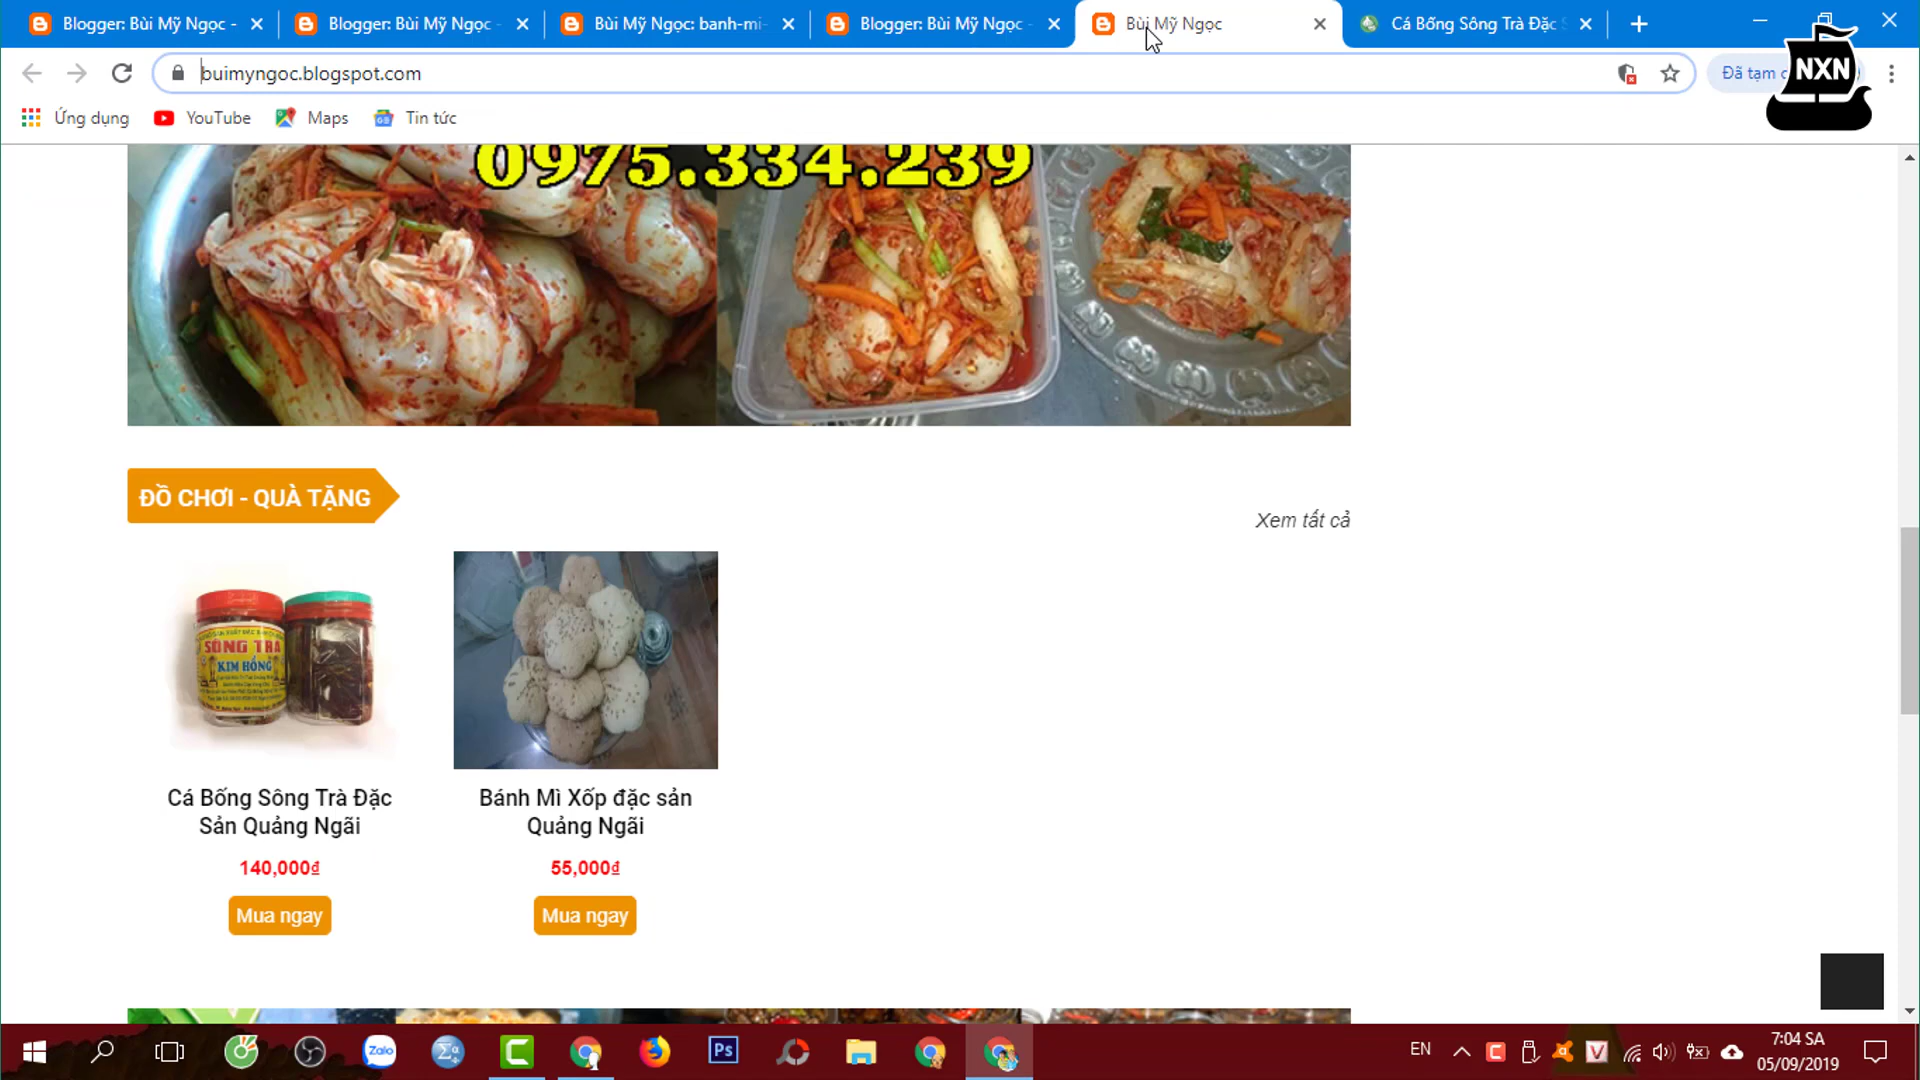 Blogger: Bùi Mỹ Ngọc -
Blogger: Bùi Mỹ Ngọc -
Bùi Mỹ Ngọc: banh-mi-
Blogger: Bùi Mỹ Ngọc -
Bùi Mỹ Ngọc
Cá Bống Sông Trà Đặc
buimyngoc.blogspot.com
Đã tạm
NXN
Ứng dụng
YouTube
Maps
Tin tức
0975.334.239
ĐỒ CHƠI - QUÀ TẶNG
Xem tất cả
SÔNG TRÀ
KIM HỒNG
Cá Bống Sông Trà Đặc
Sản Quảng Ngãi
140,000₫
Mua ngay
Bánh Mì Xốp đặc sản
Quảng Ngãi
55,000₫
Mua ngay
Zalo
Ps
EN
7:04 SA
05/09/2019